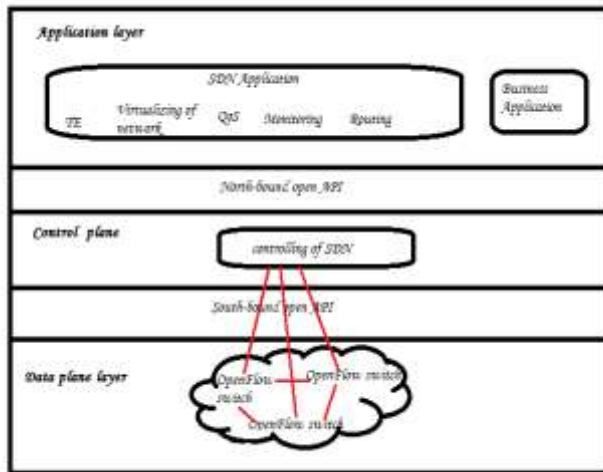 Application layer
SDN Application
TE
Virtualizing of
network
QoS
Monitoring
Routing
Business
Application
North-bound open API
Control plane
controlling of SDN
South-bound open API
Data plane layer
OpenFlow
switch
OpenFlow switch
OpenFlow switch